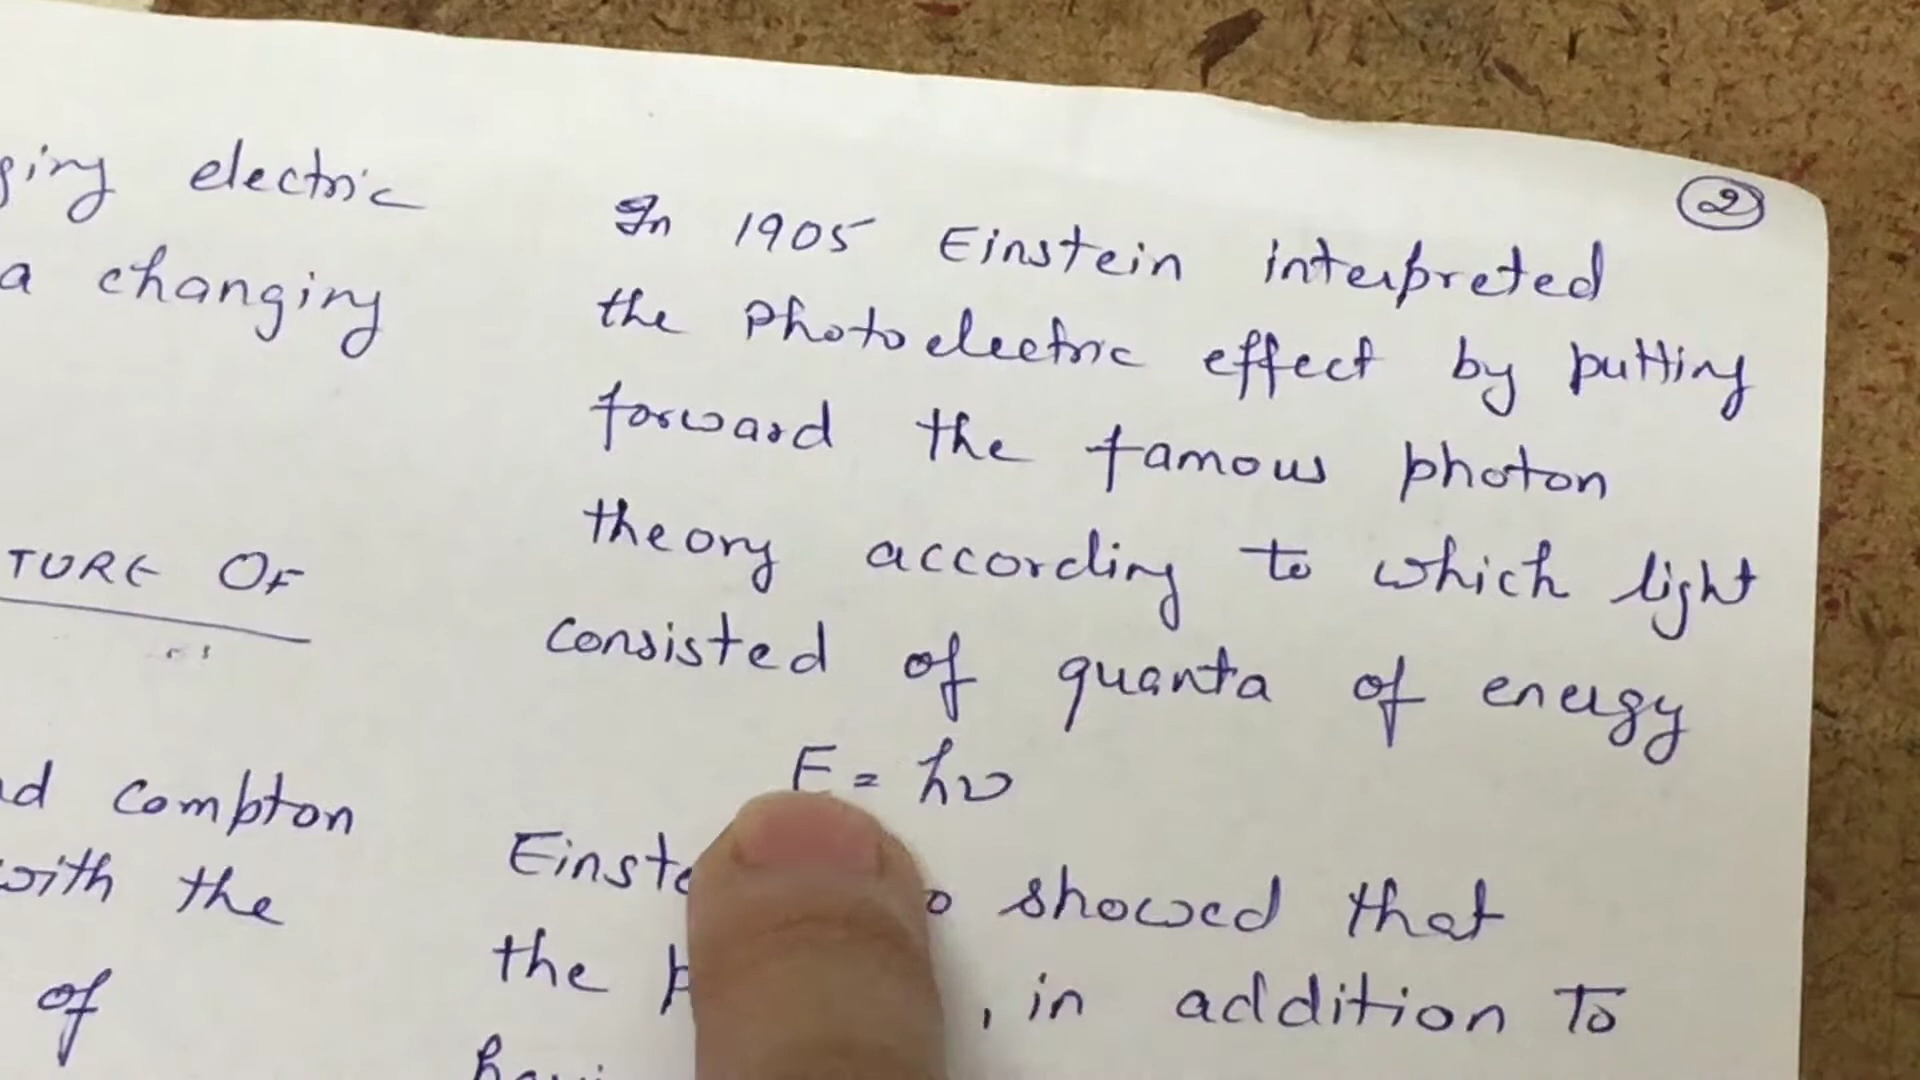 electric
a changing
TURE OF
compton
with the
of
2
In 1905 Einstein interpreted
the Photoelectric effect by putting
forward the famous photon
theory according to which light
consisted of quanta of energy
E = hν
showed that
the , in addition to